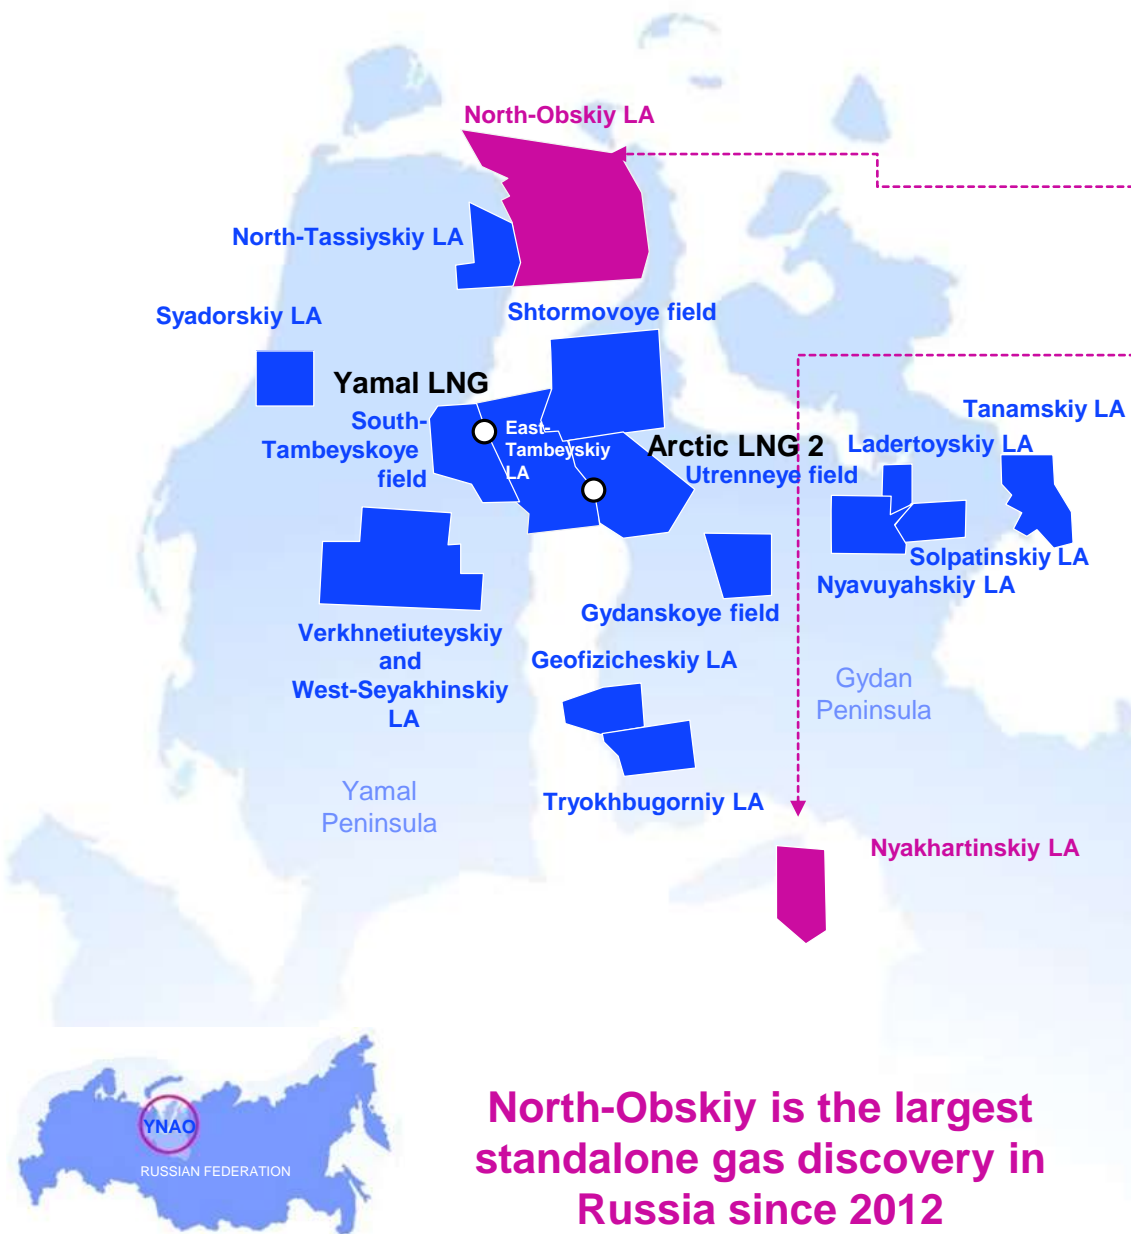 North-Obskiy LA
North-Tassiyskiy LA
Syadorskiy LA
Shtormovoye field
Yamal LNG
South-
Tambeyskoye
field
East-
Tambeyskiy
LA
Arctic LNG 2
Utrenneye field
Tanamskiy LA
Ladertoyskiy LA
Solpatinskiy LA
Nyavuyahskiy LA
Gydanskoye field
Verkhnetiuteyskiy
and
West-Seyakhinskiy
LA
Geofizicheskiy LA
Gydan
Peninsula
Tryokhbugorniy LA
Yamal
Peninsula
Nyakhartinskiy LA
YNAO
RUSSIAN FEDERATION
North-Obskiy is the largest
standalone gas discovery in
Russia since 2012